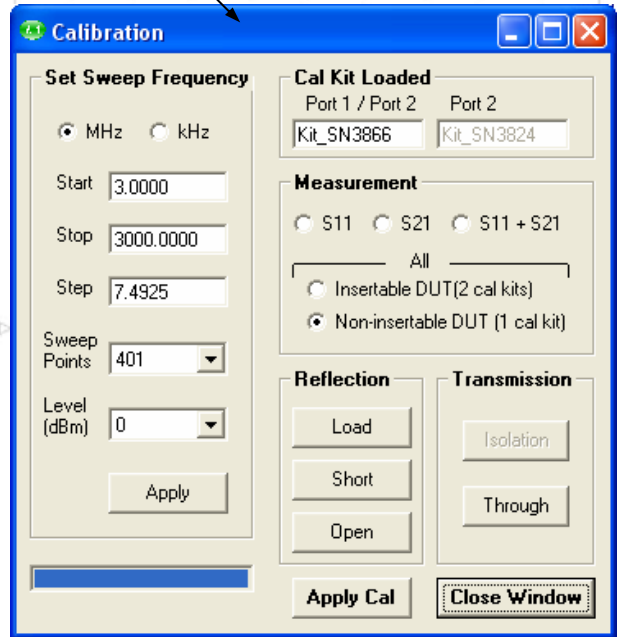 Calibration
Set Sweep Frequency
MHz kHz
Start 3.0000
Stop 3000.0000
Step 7.4925
Sweep
Points 401
Level
(dBm) 0
Apply
Cal Kit Loaded
Port 1 / Port 2 Port 2
Kit_SN3866 Kit_SN3824
Measurement
S11 S21 S11 + S21
All
Insertable DUT(2 cal kits)
Non-insertable DUT (1 cal kit)
Reflection
Load
Short
Open
Transmission
Isolation
Through
Apply Cal Close Window